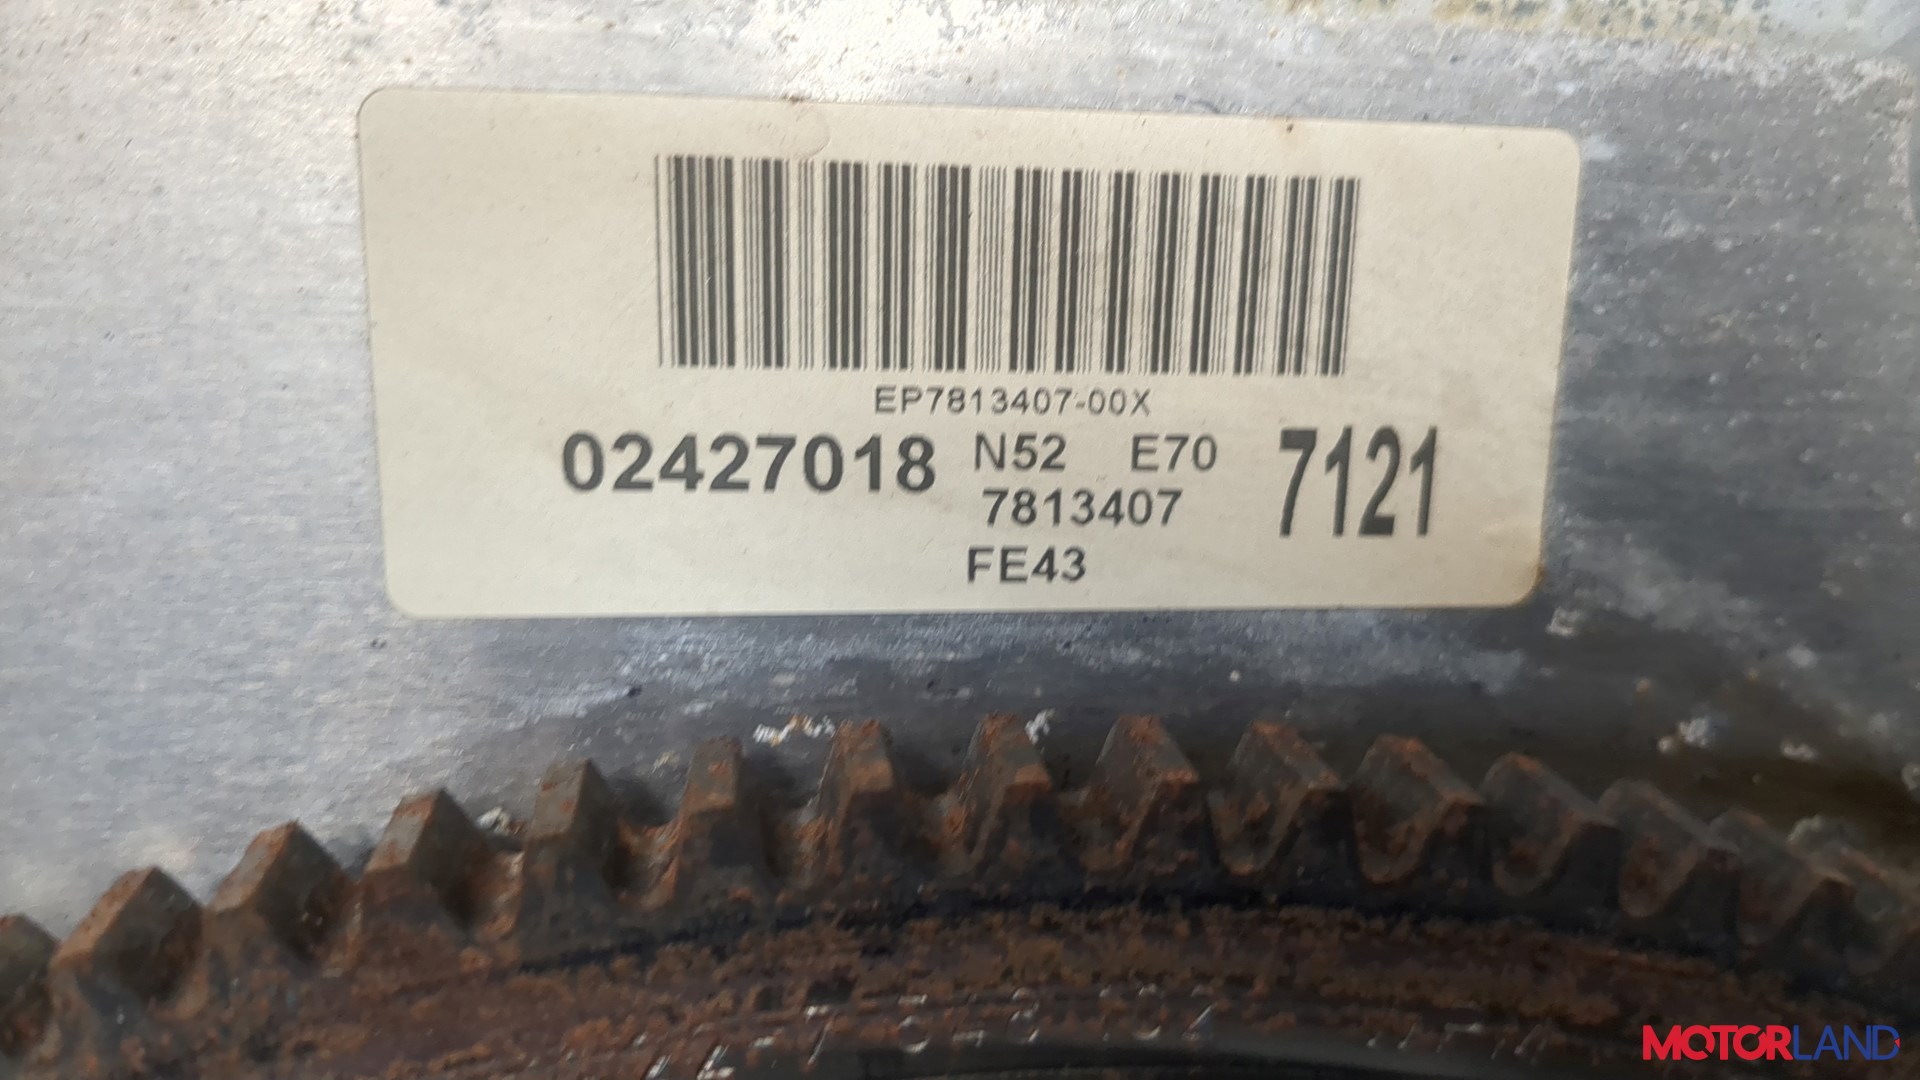 EP7813407-00X
02427018 N52 E70 7121
7813407
FE43
MOTORLAND